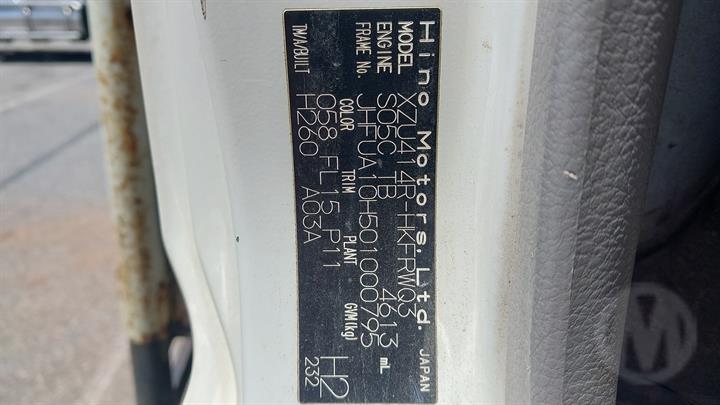 Hino Motors, Ltd. JAPAN
MODEL XZU414R-HKFRWQ3
ENGINE S05C TB 4613 mL
FRAME No. JHFUA10H501000795
COLOR TRIM PLANT GVM(kg)
058 FL15 P11
TM/A/BUILT H260 A03A
H2
232
M